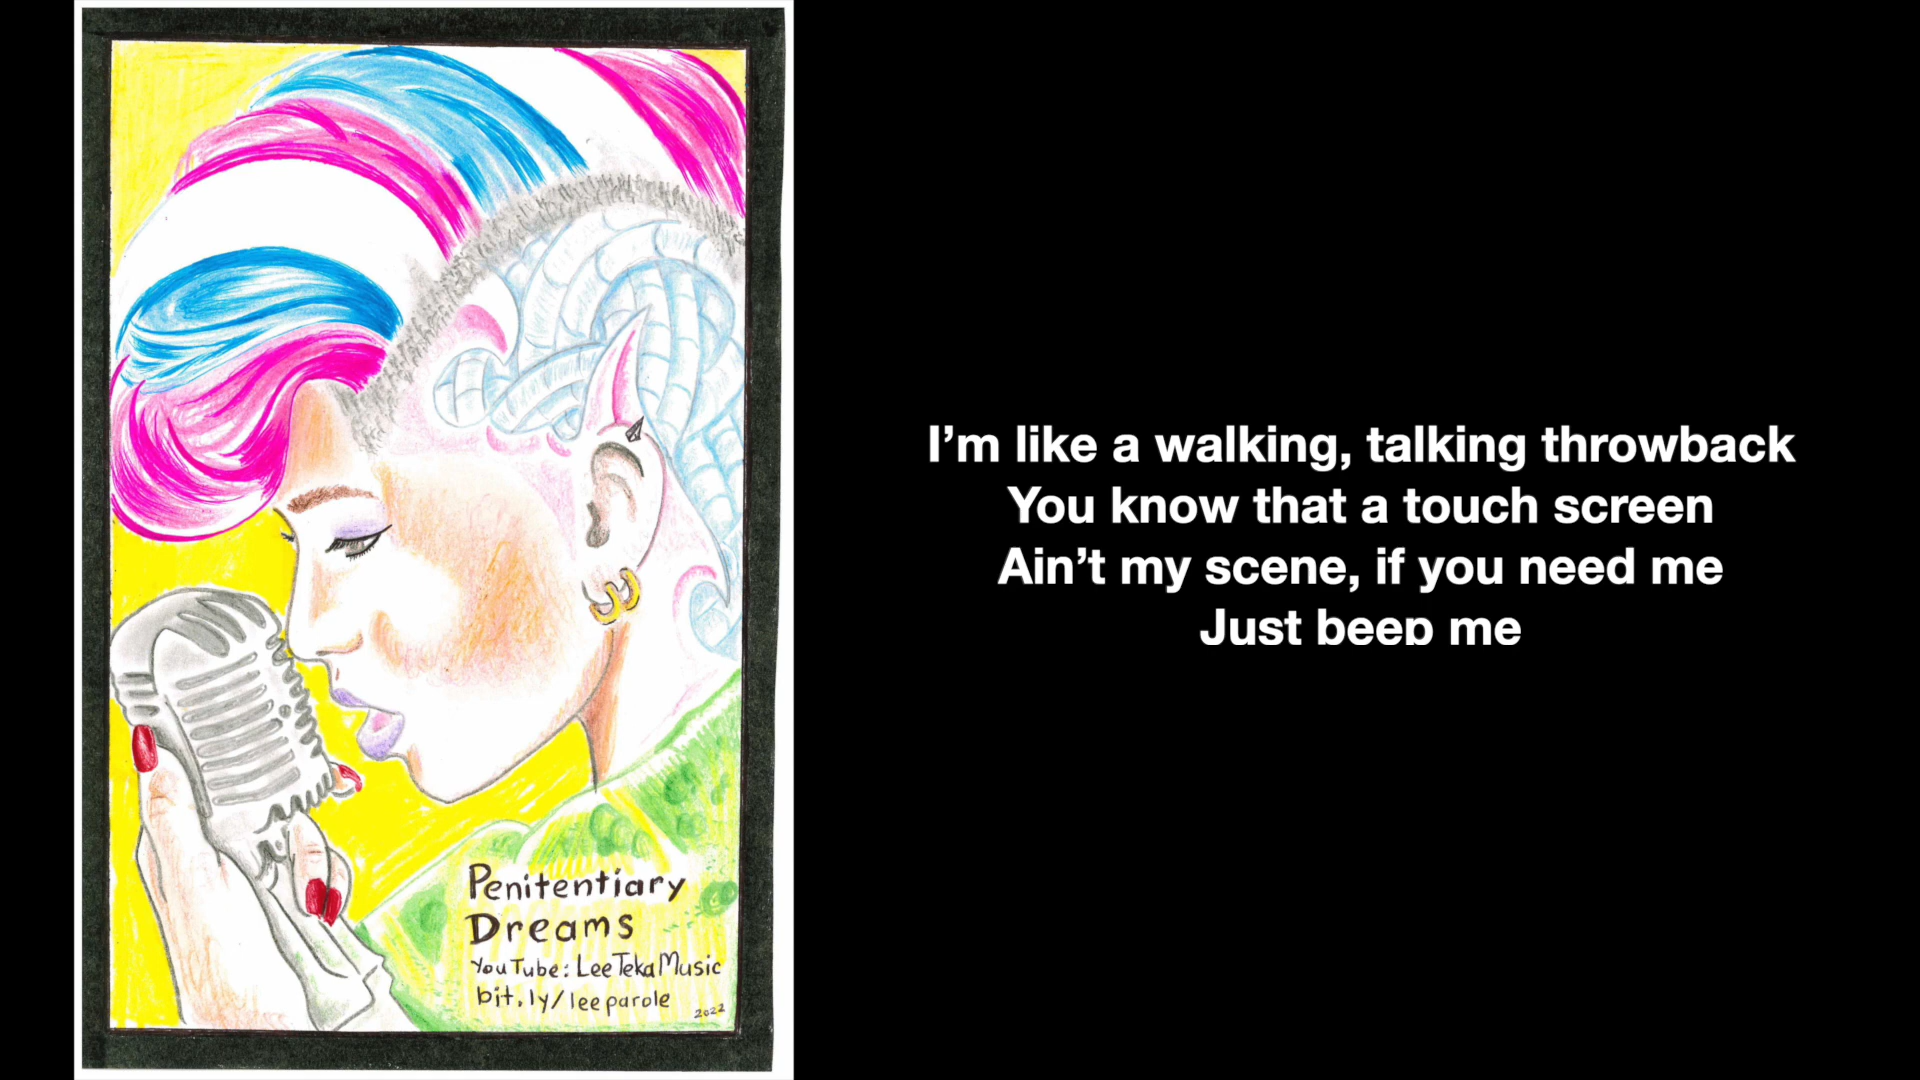 Penitentiary
Dreams
YouTube: LeeTekaMusic
bit.ly/leeparole
2022
I'm like a walking, talking throwback
You know that a touch screen
Ain't my scene, if you need me
Just beep me